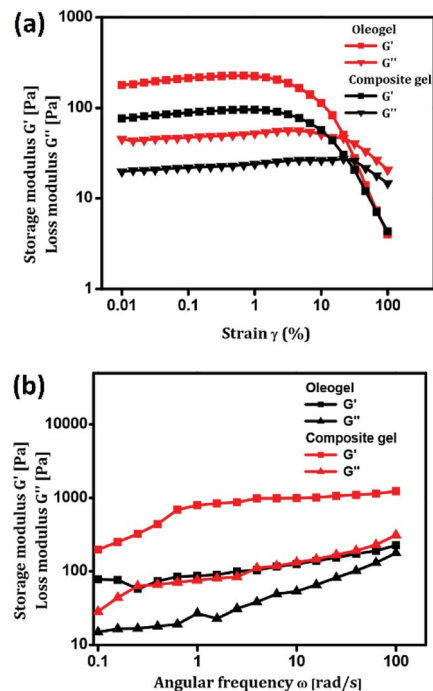 (a)
Storage modulus G' [Pa]
Loss modulus G'' [Pa]
1000
100
10
1
Oleogel
G'
G''
Composite gel
G'
G''
0.01 0.1 1 10 100
Strain γ (%)
(b)
Storage modulus G' [Pa]
Loss modulus G'' [Pa]
10000
1000
100
10
Oleogel
G'
G''
Composite gel
G'
G''
0.1 1 10 100
Angular frequency ω [rad/s]